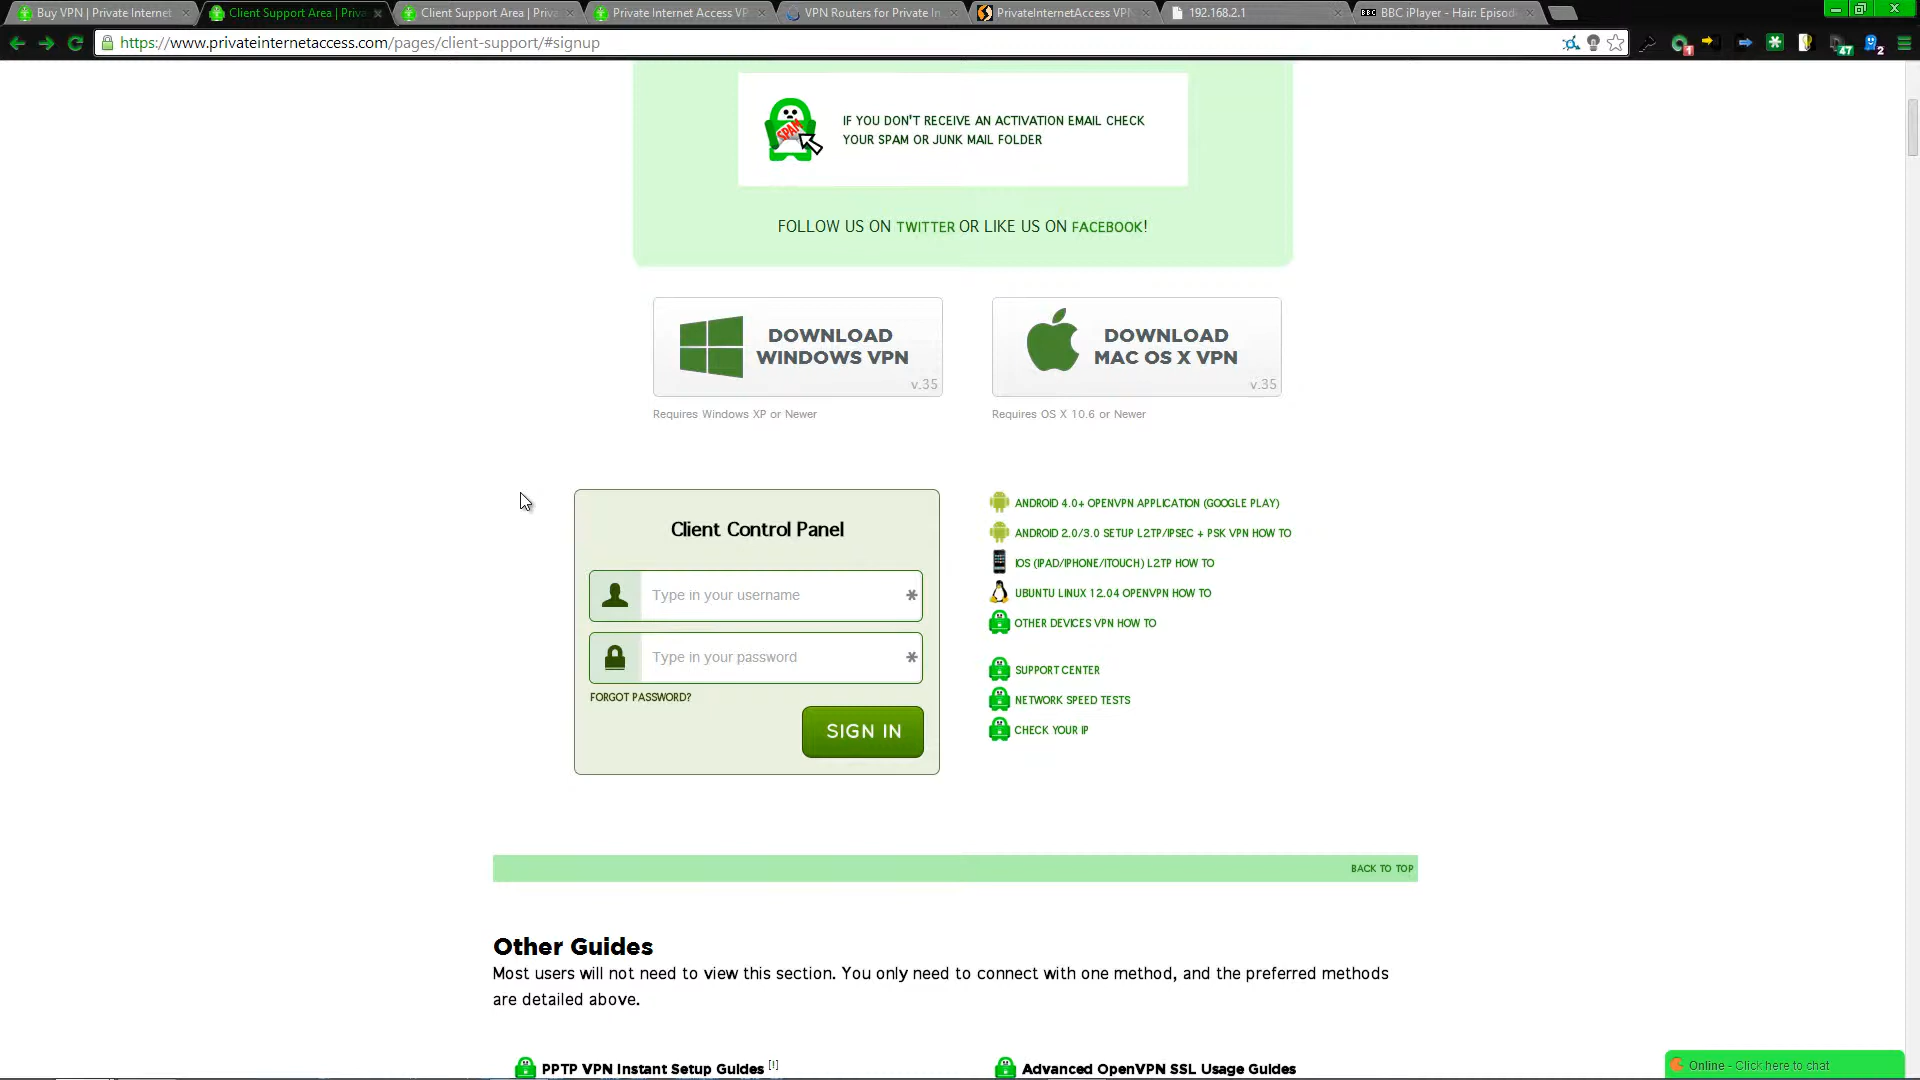 Buy VPN | Private Internet
Client Support Area | Priva
Client Support Area | Priva
Private Internet Access VP
VPN Routers for Private In
PrivateInternetAccess VPN
192.168.2.1
BBC iPlayer - Hair: Episod
https://www.privateinternetaccess.com/pages/client-support/#signup
1
47
2
SPAM
IF YOU DON'T RECEIVE AN ACTIVATION EMAIL CHECK
YOUR SPAM OR JUNK MAIL FOLDER
FOLLOW US ON TWITTER OR LIKE US ON FACEBOOK!
DOWNLOAD
WINDOWS VPN
v.35
Requires Windows XP or Newer
DOWNLOAD
MAC OS X VPN
v.35
Requires OS X 10.6 or Newer
Client Control Panel
Type in your username
Type in your password
FORGOT PASSWORD?
SIGN IN
ANDROID 4.0+ OPENVPN APPLICATION (GOOGLE PLAY)
ANDROID 2.0/3.0 SETUP L2TP/IPSEC + PSK VPN HOW TO
IOS (IPAD/IPHONE/ITOUCH) L2TP HOW TO
UBUNTU LINUX 12.04 OPENVPN HOW TO
OTHER DEVICES VPN HOW TO
SUPPORT CENTER
NETWORK SPEED TESTS
CHECK YOUR IP
BACK TO TOP
Other Guides
Most users will not need to view this section. You only need to connect with one method, and the preferred methods
are detailed above.
PPTP VPN Instant Setup Guides [!]
Advanced OpenVPN SSL Usage Guides
Online - Click here to chat